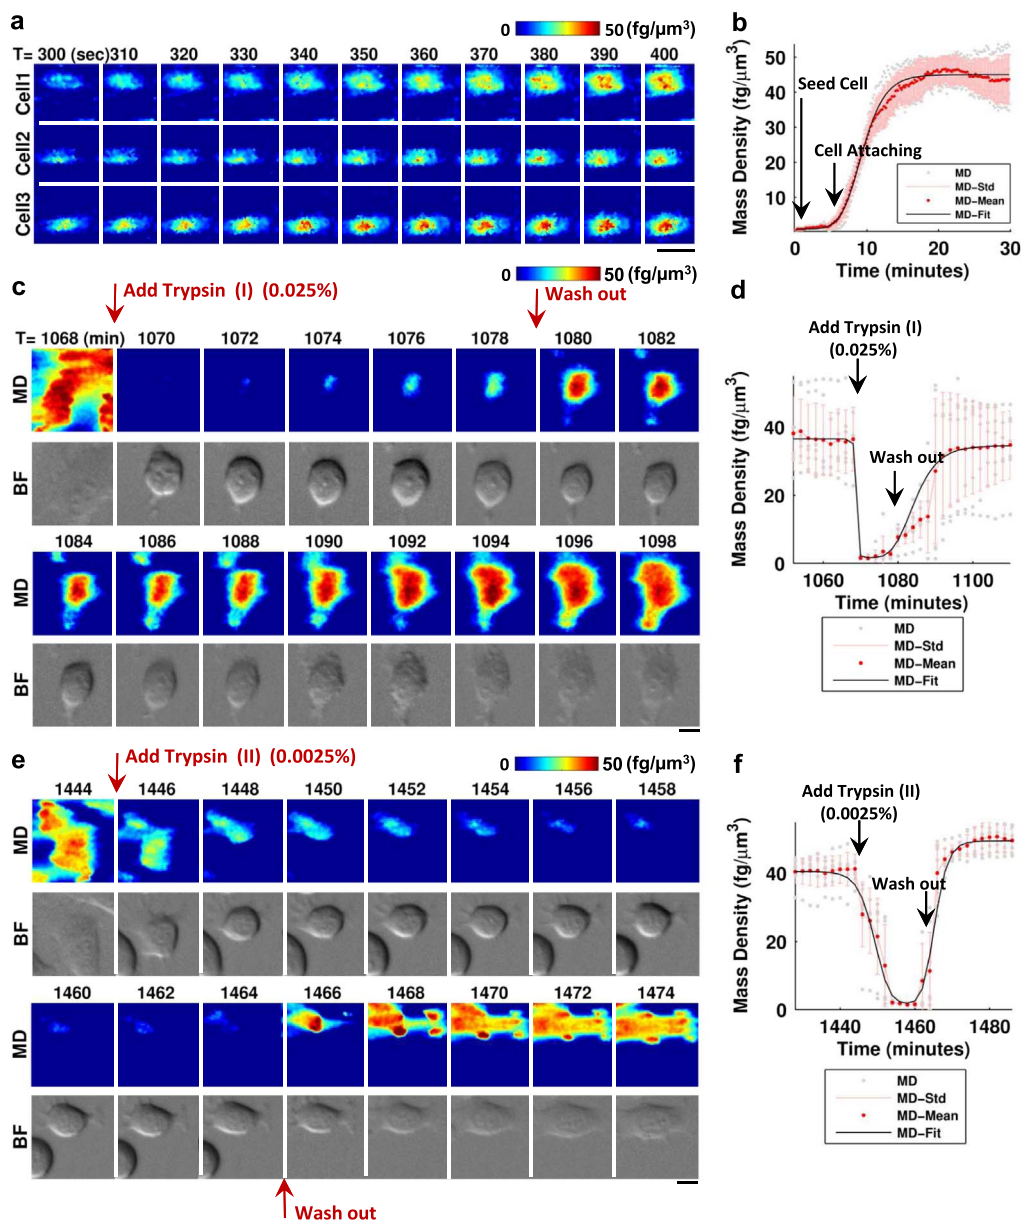 a
0 50 (fg/μm³)
T= 300 (sec) 310 320 330 340 350 360 370 380 390 400
Cell1
Cell2
Cell3
b
Mass Density (fg/μm³)
50
40
30
20
10
Seed Cell
Cell Attaching
MD
MD-Std
MD-Mean
MD-Fit
0 10 20 30
Time (minutes)
c
Add Trypsin (I) (0.025%)
0 50 (fg/μm³)
Wash out
T= 1068 (min) 1070 1072 1074 1076 1078 1080 1082
MD
BF
1084 1086 1088 1090 1092 1094 1096 1098
MD
BF
d
Add Trypsin (I)
(0.025%)
Wash out
Mass Density (fg/μm³)
40
20
0
1060 1080 1100
Time (minutes)
MD
MD-Std
MD-Mean
MD-Fit
e
Add Trypsin (II) (0.0025%)
0 50 (fg/μm³)
1444 1446 1448 1450 1452 1454 1456 1458
MD
BF
1460 1462 1464 1466 1468 1470 1472 1474
MD
BF
Wash out
f
Add Trypsin (II)
(0.0025%)
Wash out
Mass Density (fg/μm³)
40
20
0
1440 1460 1480
Time (minutes)
MD
MD-Std
MD-Mean
MD-Fit